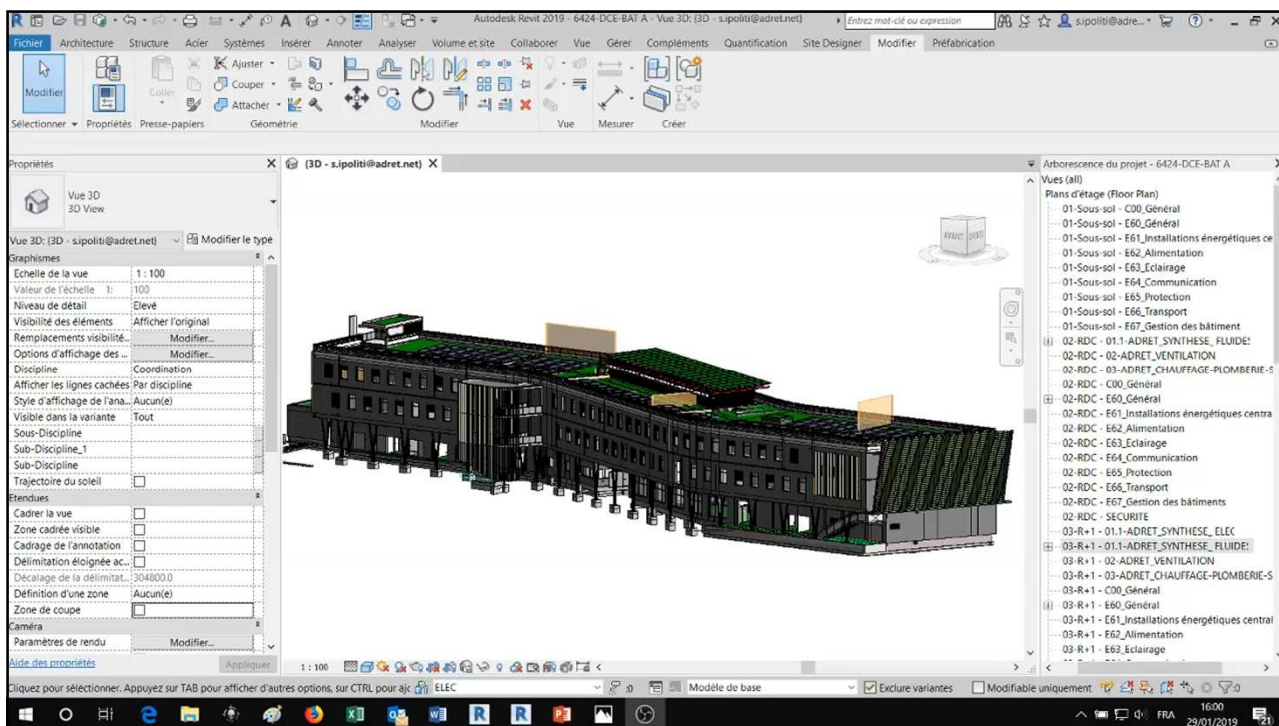 Autodesk Revit 2019 - 6424-DCE-BAT A - Vue 3D: {3D - s.ipoliti@adret.net}
Entrez mot-clé ou expression
s.ipoliti@adre...
Fichier Architecture Structure Acier Systèmes Insérer Annoter Analyser Volume et site Collaborer Vue Gérer Compléments Quantification Site Designer Modifier Préfabrication
Modifier
Coller
Ajuster
Couper
Attacher
Sélectionner Propriétés Presse-papiers Géométrie Modifier Vue Mesurer Créer
Propriétés
{3D - s.ipoliti@adret.net}
Arborescence du projet - 6424-DCE-BAT A
Vue 3D
3D View
Vue 3D: {3D - s.ipoliti@adret.net) Modifier le type
Graphismes
Echelle de la vue 1 : 100
Valeur de l'échelle 1: 100
Niveau de détail Elevé
Visibilité des éléments Afficher l'original
Remplacements visibilité... Modifier...
Options d'affichage des ... Modifier...
Discipline Coordination
Afficher les lignes cachées Par discipline
Style d'affichage de l'ana... Aucun(e)
Visible dans la variante Tout
Sous-Discipline
Sub-Discipline_1
Sub-Discipline
Trajectoire du soleil
Etendues
Cadrer la vue
Zone cadrée visible
Cadrage de l'annotation
Délimitation éloignée ac...
Décalage de la délimitat... 304800.0
Définition d'une zone Aucun(e)
Zone de coupe
Caméra
Paramètres de rendu Modifier...
Aide des propriétés Appliquer
AVANT DROITE
1 : 100
Vues (all)
Plans d'étage (Floor Plan)
01-Sous-sol - C00_Général
01-Sous-sol - E60_Général
01-Sous-sol - E61_Installations énergétiques ce
01-Sous-sol - E62_Alimentation
01-Sous-sol - E63_Eclairage
01-Sous-sol - E64_Communication
01-Sous-sol - E65_Protection
01-Sous-sol - E66_Transport
01-Sous-sol - E67_Gestion des bâtiment
02-RDC - 01.1-ADRET_SYNTHESE_ FLUIDE!
02-RDC - 02-ADRET_VENTILATION
02-RDC - 03-ADRET_CHAUFFAGE-PLOMBERIE-S
02-RDC - C00_Général
02-RDC - E60_Général
02-RDC - E61_Installations énergétiques centra
02-RDC - E62_Alimentation
02-RDC - E63_Eclairage
02-RDC - E64_Communication
02-RDC - E65_Protection
02-RDC - E66_Transport
02-RDC - E67_Gestion des bâtiments
02-RDC - SECURITE
03-R+1 - 01.1-ADRET_SYNTHESE_ ELEC
03-R+1 - 01.1-ADRET_SYNTHESE_ FLUIDE!
03-R+1 - 02-ADRET_VENTILATION
03-R+1 - 03-ADRET_CHAUFFAGE-PLOMBERIE-S
03-R+1 - C00_Général
03-R+1 - E60_Général
03-R+1 - E61_Installations énergétiques central
03-R+1 - E62_Alimentation
03-R+1 - E63_Eclairage
Cliquez pour sélectionner. Appuyez sur TAB pour afficher d'autres options, sur CTRL pour ajc ELEC :0 Modèle de base Exclure variantes Modifiable uniquement :0
FRA 16:00
29/01/2019